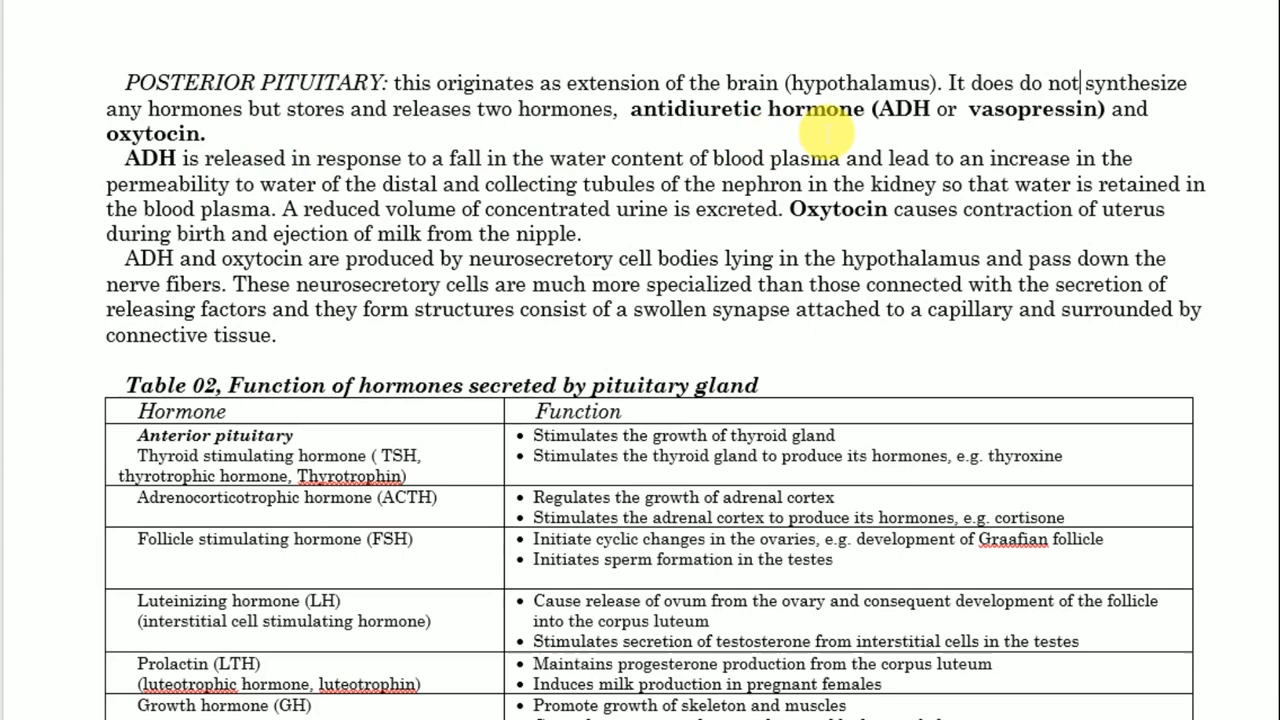 POSTERIOR PITUITARY: this originates as extension of the brain (hypothalamus). It does do not synthesize
any hormones but stores and releases two hormones, antidiuretic hormone (ADH or vasopressin) and
oxytocin.
ADH is released in response to a fall in the water content of blood plasma and lead to an increase in the
permeability to water of the distal and collecting tubules of the nephron in the kidney so that water is retained in
the blood plasma. A reduced volume of concentrated urine is excreted. Oxytocin causes contraction of uterus
during birth and ejection of milk from the nipple.
ADH and oxytocin are produced by neurosecretory cell bodies lying in the hypothalamus and pass down the
nerve fibers. These neurosecretory cells are much more specialized than those connected with the secretion of
releasing factors and they form structures consist of a swollen synapse attached to a capillary and surrounded by
connective tissue.
Table 02, Function of hormones secreted by pituitary gland
Hormone Function
Anterior pituitary
Thyroid stimulating hormone ( TSH,
thyrotrophic hormone, Thyrotrophin)
• Stimulates the growth of thyroid gland
• Stimulates the thyroid gland to produce its hormones, e.g. thyroxine
Adrenocorticotrophic hormone (ACTH)
• Regulates the growth of adrenal cortex
• Stimulates the adrenal cortex to produce its hormones, e.g. cortisone
Follicle stimulating hormone (FSH)
• Initiate cyclic changes in the ovaries, e.g. development of Graafian follicle
• Initiates sperm formation in the testes
Luteinizing hormone (LH)
(interstitial cell stimulating hormone)
• Cause release of ovum from the ovary and consequent development of the follicle
into the corpus luteum
• Stimulates secretion of testosterone from interstitial cells in the testes
Prolactin (LTH)
(luteotrophic hormone, luteotrophin)
• Maintains progesterone production from the corpus luteum
• Induces milk production in pregnant females
Growth hormone (GH)
• Promote growth of skeleton and muscles